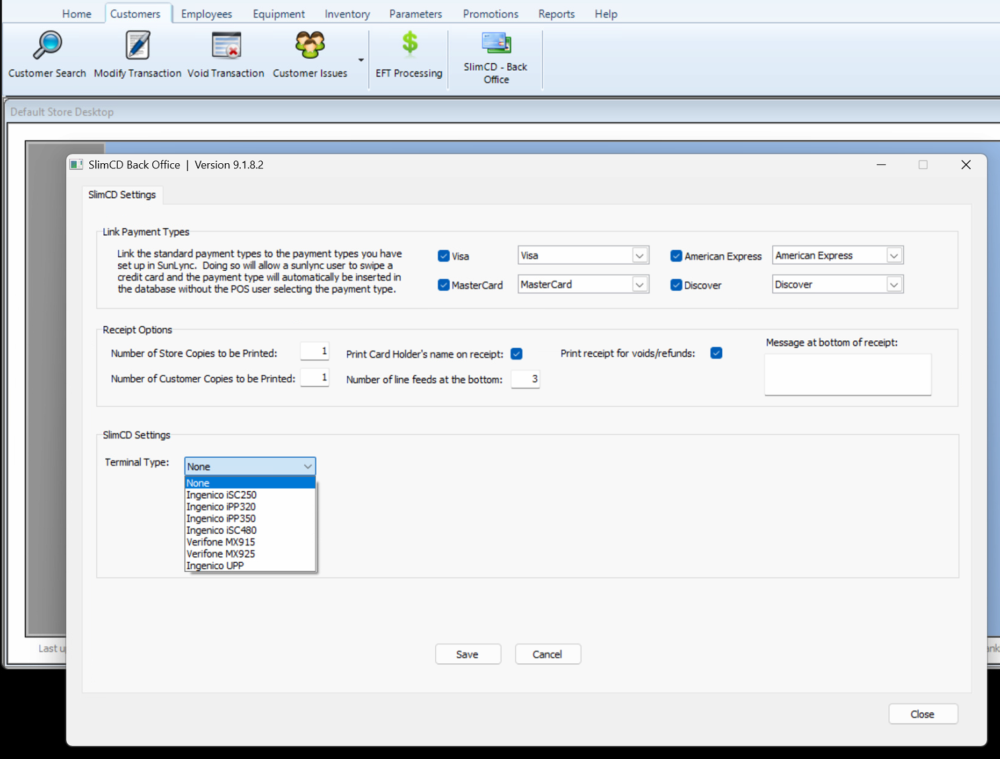 Home Customers Employees Equipment Inventory Parameters Promotions Reports Help
Customer Search Modify Transaction Void Transaction Customer Issues EFT Processing SlimCD - Back
Office
Default Store Desktop
SlimCD Back Office | Version 9.1.8.2
SlimCD Settings
Link Payment Types
Link the standard payment types to the payment types you have
set up in SunLync. Doing so will allow a sunlync user to swipe a
credit card and the payment type will automatically be inserted in
the database without the POS user selecting the payment type.
Visa Visa American Express American Express
MasterCard MasterCard Discover Discover
Receipt Options
Number of Store Copies to be Printed: 1 Print Card Holder's name on receipt: Print receipt for voids/refunds: Message at bottom of receipt:
Number of Customer Copies to be Printed: 1 Number of line feeds at the bottom: 3
SlimCD Settings
Terminal Type: None
None
Ingenico iSC250
Ingenico iPP320
Ingenico iPP350
Ingenico iSC480
Verifone MX915
Verifone MX925
Ingenico UPP
Last
Save Cancel
Close